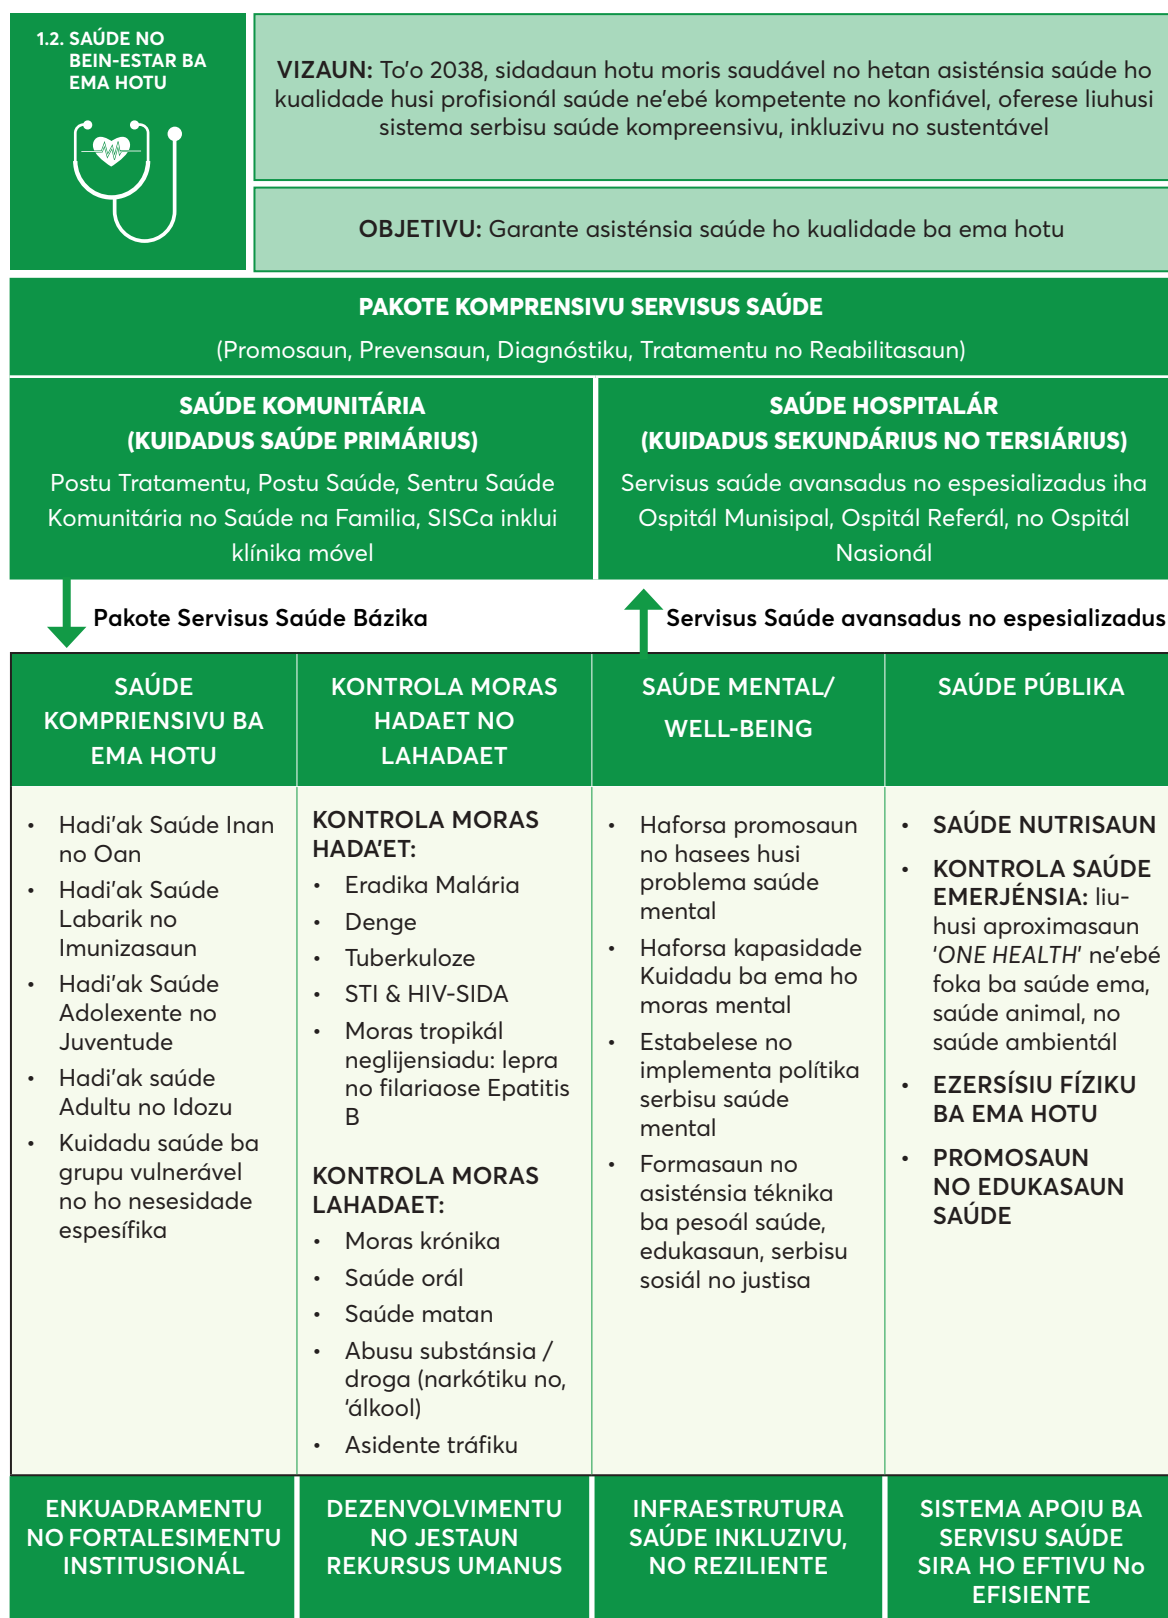 1.2. SAÚDE NO
BEIN-ESTAR BA
EMA HOTU
VIZAUN: To'o 2038, sidadaun hotu moris saudável no hetan asisténsia saúde ho
kualidade husi profisionál saúde ne'ebé kompetente no konfiável, oferese liuhusi
sistema serbisu saúde kompreensivu, inkluzivu no sustentável
OBJETIVU: Garante asisténsia saúde ho kualidade ba ema hotu
PAKOTE KOMPRENSIVU SERVISUS SAÚDE
(Promosaun, Prevensaun, Diagnóstiku, Tratamentu no Reabilitasaun)
SAÚDE KOMUNITÁRIA
(KUIDADUS SAÚDE PRIMÁRIUS)
Postu Tratamentu, Postu Saúde, Sentru Saúde
Komunitária no Saúde na Familia, SISCa inklui
klínika móvel
SAÚDE HOSPITALÁR
(KUIDADUS SEKUNDÁRIUS NO TERSIÁRIUS)
Servisus saúde avansadus no espesializadus iha
Ospitál Munisipal, Ospitál Referál, no Ospitál
Nasionál
Pakote Servisus Saúde Bázika
Servisus Saúde avansadus no espesializadus
SAÚDE
KOMPRIENSIVU BA
EMA HOTU
• Hadi'ak Saúde Inan
no Oan
• Hadi'ak Saúde
Labarik no
Imunizasaun
• Hadi'ak Saúde
Adolexente no
Juventude
• Hadi'ak saúde
Adultu no Idozu
• Kuidadu saúde ba
grupu vulnerável
no ho nesesidade
espesífika
KONTROLA MORAS
HADAET NO
LAHADAET
KONTROLA MORAS
HADA'ET:
• Eradika Malária
• Denge
• Tuberkuloze
• STI & HIV-SIDA
• Moras tropikál
neglijensiadu: lepra
no filariaose Epatitis
B
KONTROLA MORAS
LAHADAET:
• Moras krónika
• Saúde orál
• Saúde matan
• Abusu substánsia /
droga (narkótiku no,
‘álkool)
• Asidente tráfiku
SAÚDE MENTAL/
WELL-BEING
• Haforsa promosaun
no hasees husi
problema saúde
mental
• Haforsa kapasidade
Kuidadu ba ema ho
moras mental
• Estabelese no
implementa polítika
serbisu saúde
mental
• Formasaun no
asisténsia téknika
ba pesoál saúde,
edukasaun, serbisu
sosiál no justisa
SAÚDE PÚBLIKA
• SAÚDE NUTRISAUN
• KONTROLA SAÚDE
EMERJÉNSIA: liu-
husi aproximasaun
‘ONE HEALTH’ ne'ebé
foka ba saúde ema,
saúde animal, no
saúde ambientál
• EZERSÍSIU FÍZIKU
BA EMA HOTU
• PROMOSAUN
NO EDUKASAUN
SAÚDE
ENKUADRAMENTU
NO FORTALESIMENTU
INSTITUSIONÁL
DEZENVOLVIMENTU
NO JESTAUN
REKURSUS UMANUS
INFRAESTRUTURA
SAÚDE INKLUZIVU,
NO REZILIENTE
SISTEMA APOIU BA
SERVISU SAÚDE
SIRA HO EFTIVU No
EFISIENTE